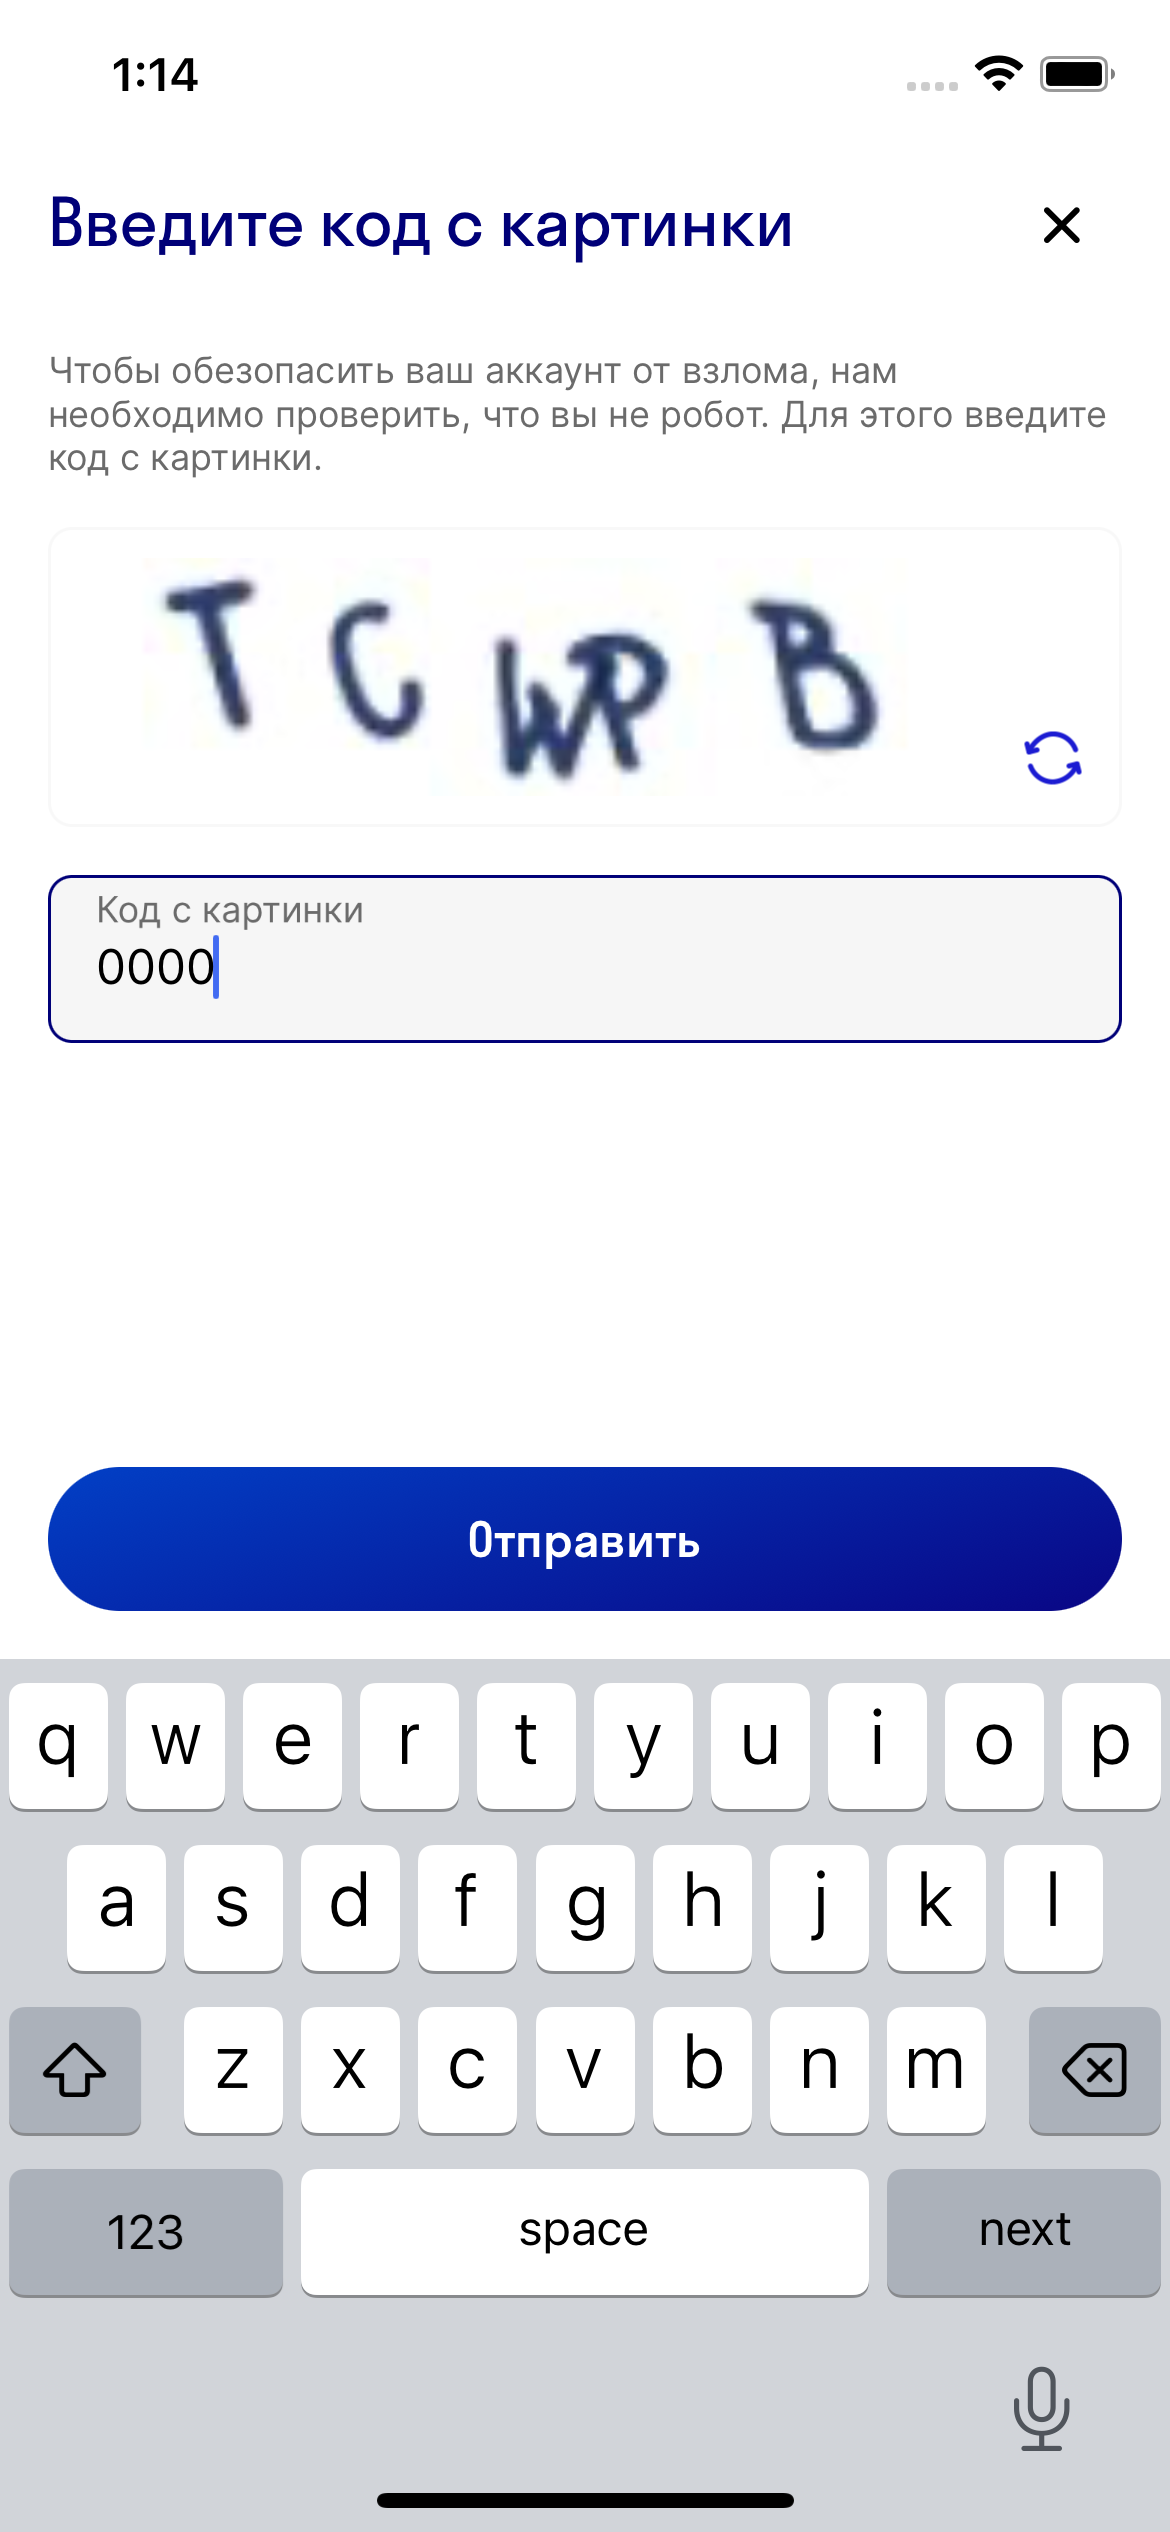 1:14
Введите код с картинки
Чтобы обезопасить ваш аккаунт от взлома, нам
необходимо проверить, что вы не робот. Для этого введите
код с картинки.
T C W P B
Код с картинки
0000
Отправить
q w e r t y u i o p
a s d f g h j k l
z x c v b n m
123 space next